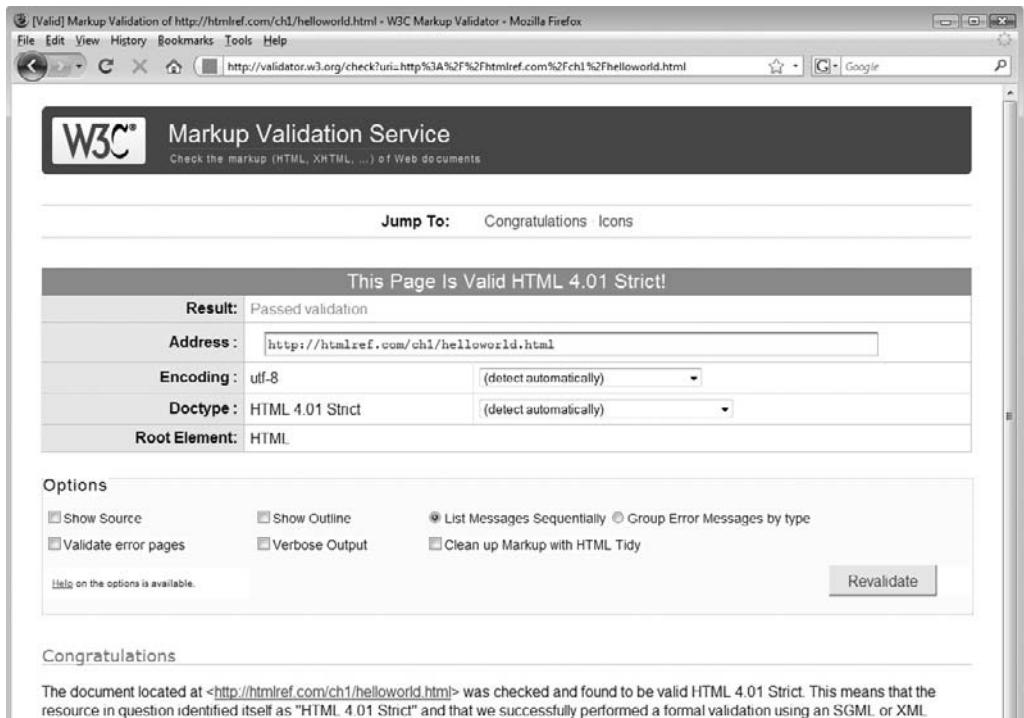 [Valid] Markup Validation of http://htmlref.com/ch1/helloworld.html - W3C Markup Validator - Mozilla Firefox
File Edit View History Bookmarks Tools Help
http://validator.w3.org/check?uri=http%3A%2F%2Fhtmlref.com%2Fch1%2Fhelloworld.html G Google
W3C® Markup Validation Service
Check the markup (HTML, XHTML, ...) of Web documents
Jump To: Congratulations Icons
This Page Is Valid HTML 4.01 Strict!
Result: Passed validation
Address : http://htmlref.com/ch1/helloworld.html
Encoding : utf-8 (detect automatically)
Doctype : HTML 4.01 Strict (detect automatically)
Root Element: HTML
Options
Show Source Show Outline List Messages Sequentially Group Error Messages by type
Validate error pages Verbose Output Clean up Markup with HTML Tidy
Help on the options is available. Revalidate
Congratulations
The document located at <http://htmlref.com/ch1/helloworld.html> was checked and found to be valid HTML 4.01 Strict. This means that the
resource in question identified itself as "HTML 4.01 Strict" and that we successfully performed a formal validation using an SGML or XML